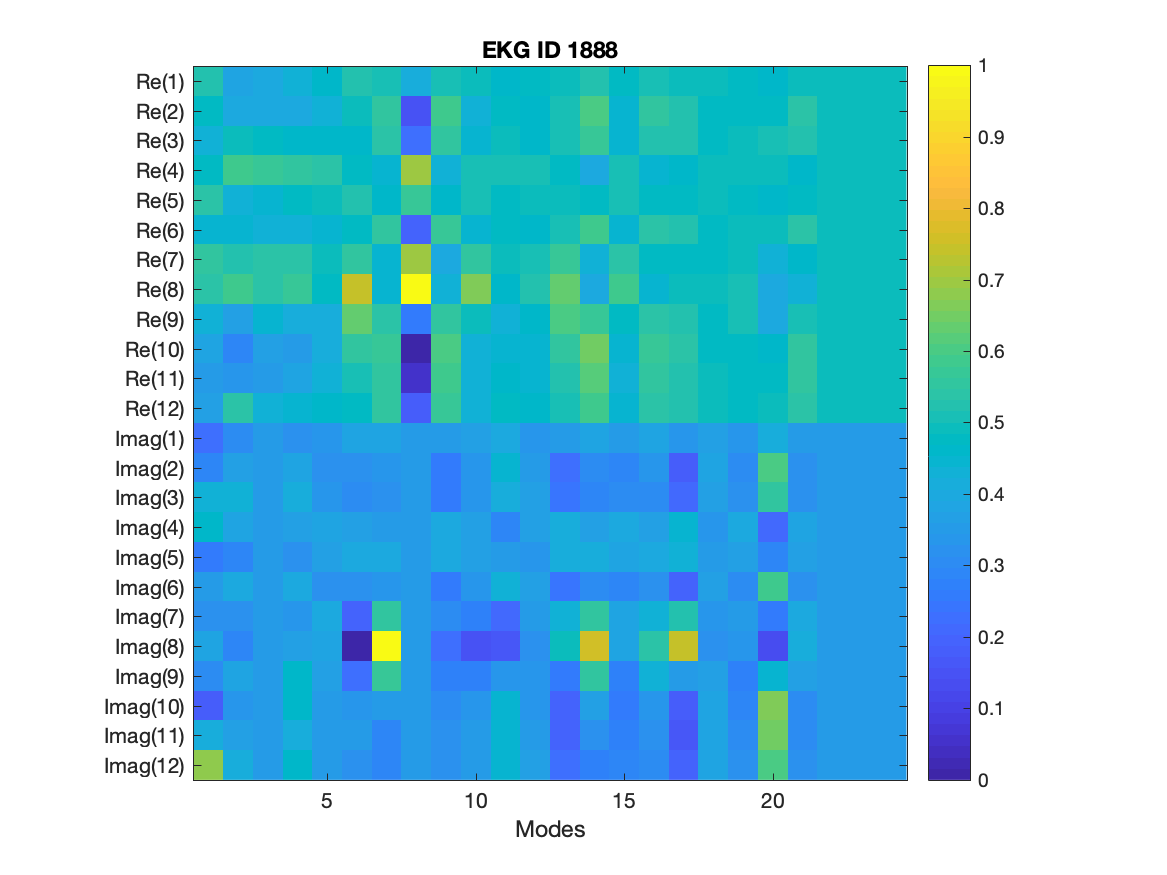 EKG ID 1888
Re(1)
Re(2)
Re(3)
Re(4)
Re(5)
Re(6)
Re(7)
Re(8)
Re(9)
Re(10)
Re(11)
Re(12)
Imag(1)
Imag(2)
Imag(3)
Imag(4)
Imag(5)
Imag(6)
Imag(7)
Imag(8)
Imag(9)
Imag(10)
Imag(11)
Imag(12)
5 10 15 20
Modes
1
0.9
0.8
0.7
0.6
0.5
0.4
0.3
0.2
0.1
0